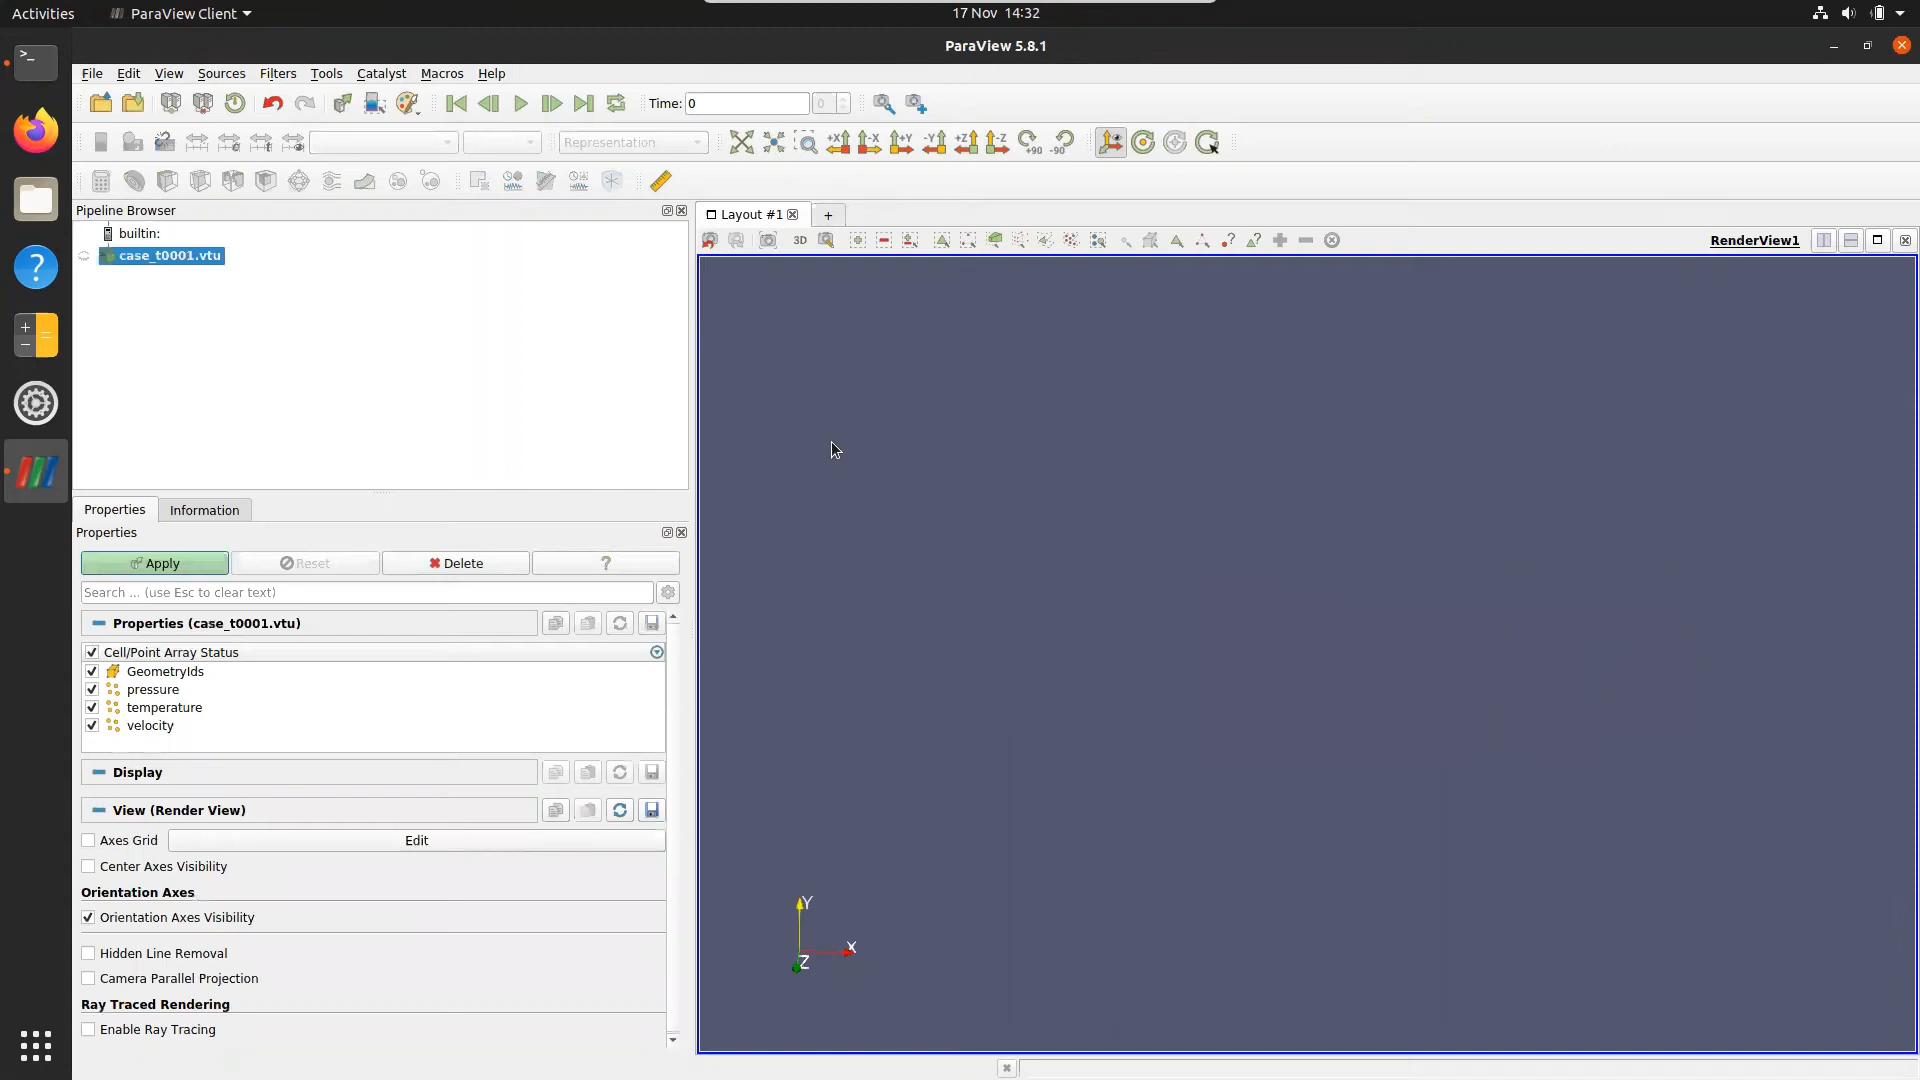 Activities
ParaView Client
17 Nov 14:32
ParaView 5.8.1
File Edit View Sources Filters Tools Catalyst Macros Help
Time: 0
0
Representation
+X -X +Y -Y +Z -Z +90 -90
Pipeline Browser
builtin:
case_t0001.vtu
Layout #1
+
3D
RenderView1
Properties Information
Properties
Apply Reset Delete ?
Search ... (use Esc to clear text)
Properties (case_t0001.vtu)
Cell/Point Array Status
GeometryIds
pressure
temperature
velocity
Display
View (Render View)
Axes Grid Edit
Center Axes Visibility
Orientation Axes
Orientation Axes Visibility
Hidden Line Removal
Camera Parallel Projection
Ray Traced Rendering
Enable Ray Tracing
Y
X
Z